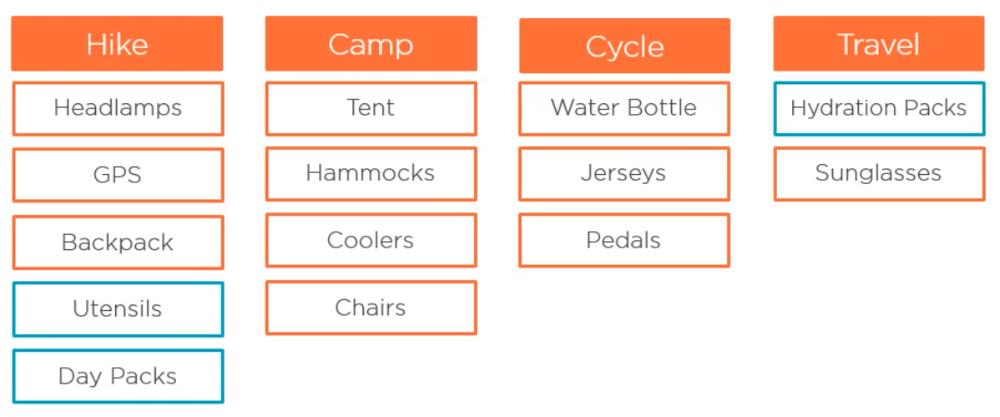 Hike
Headlamps
GPS
Backpack
Utensils
Day Packs
Camp
Tent
Hammocks
Coolers
Chairs
Cycle
Water Bottle
Jerseys
Pedals
Travel
Hydration Packs
Sunglasses